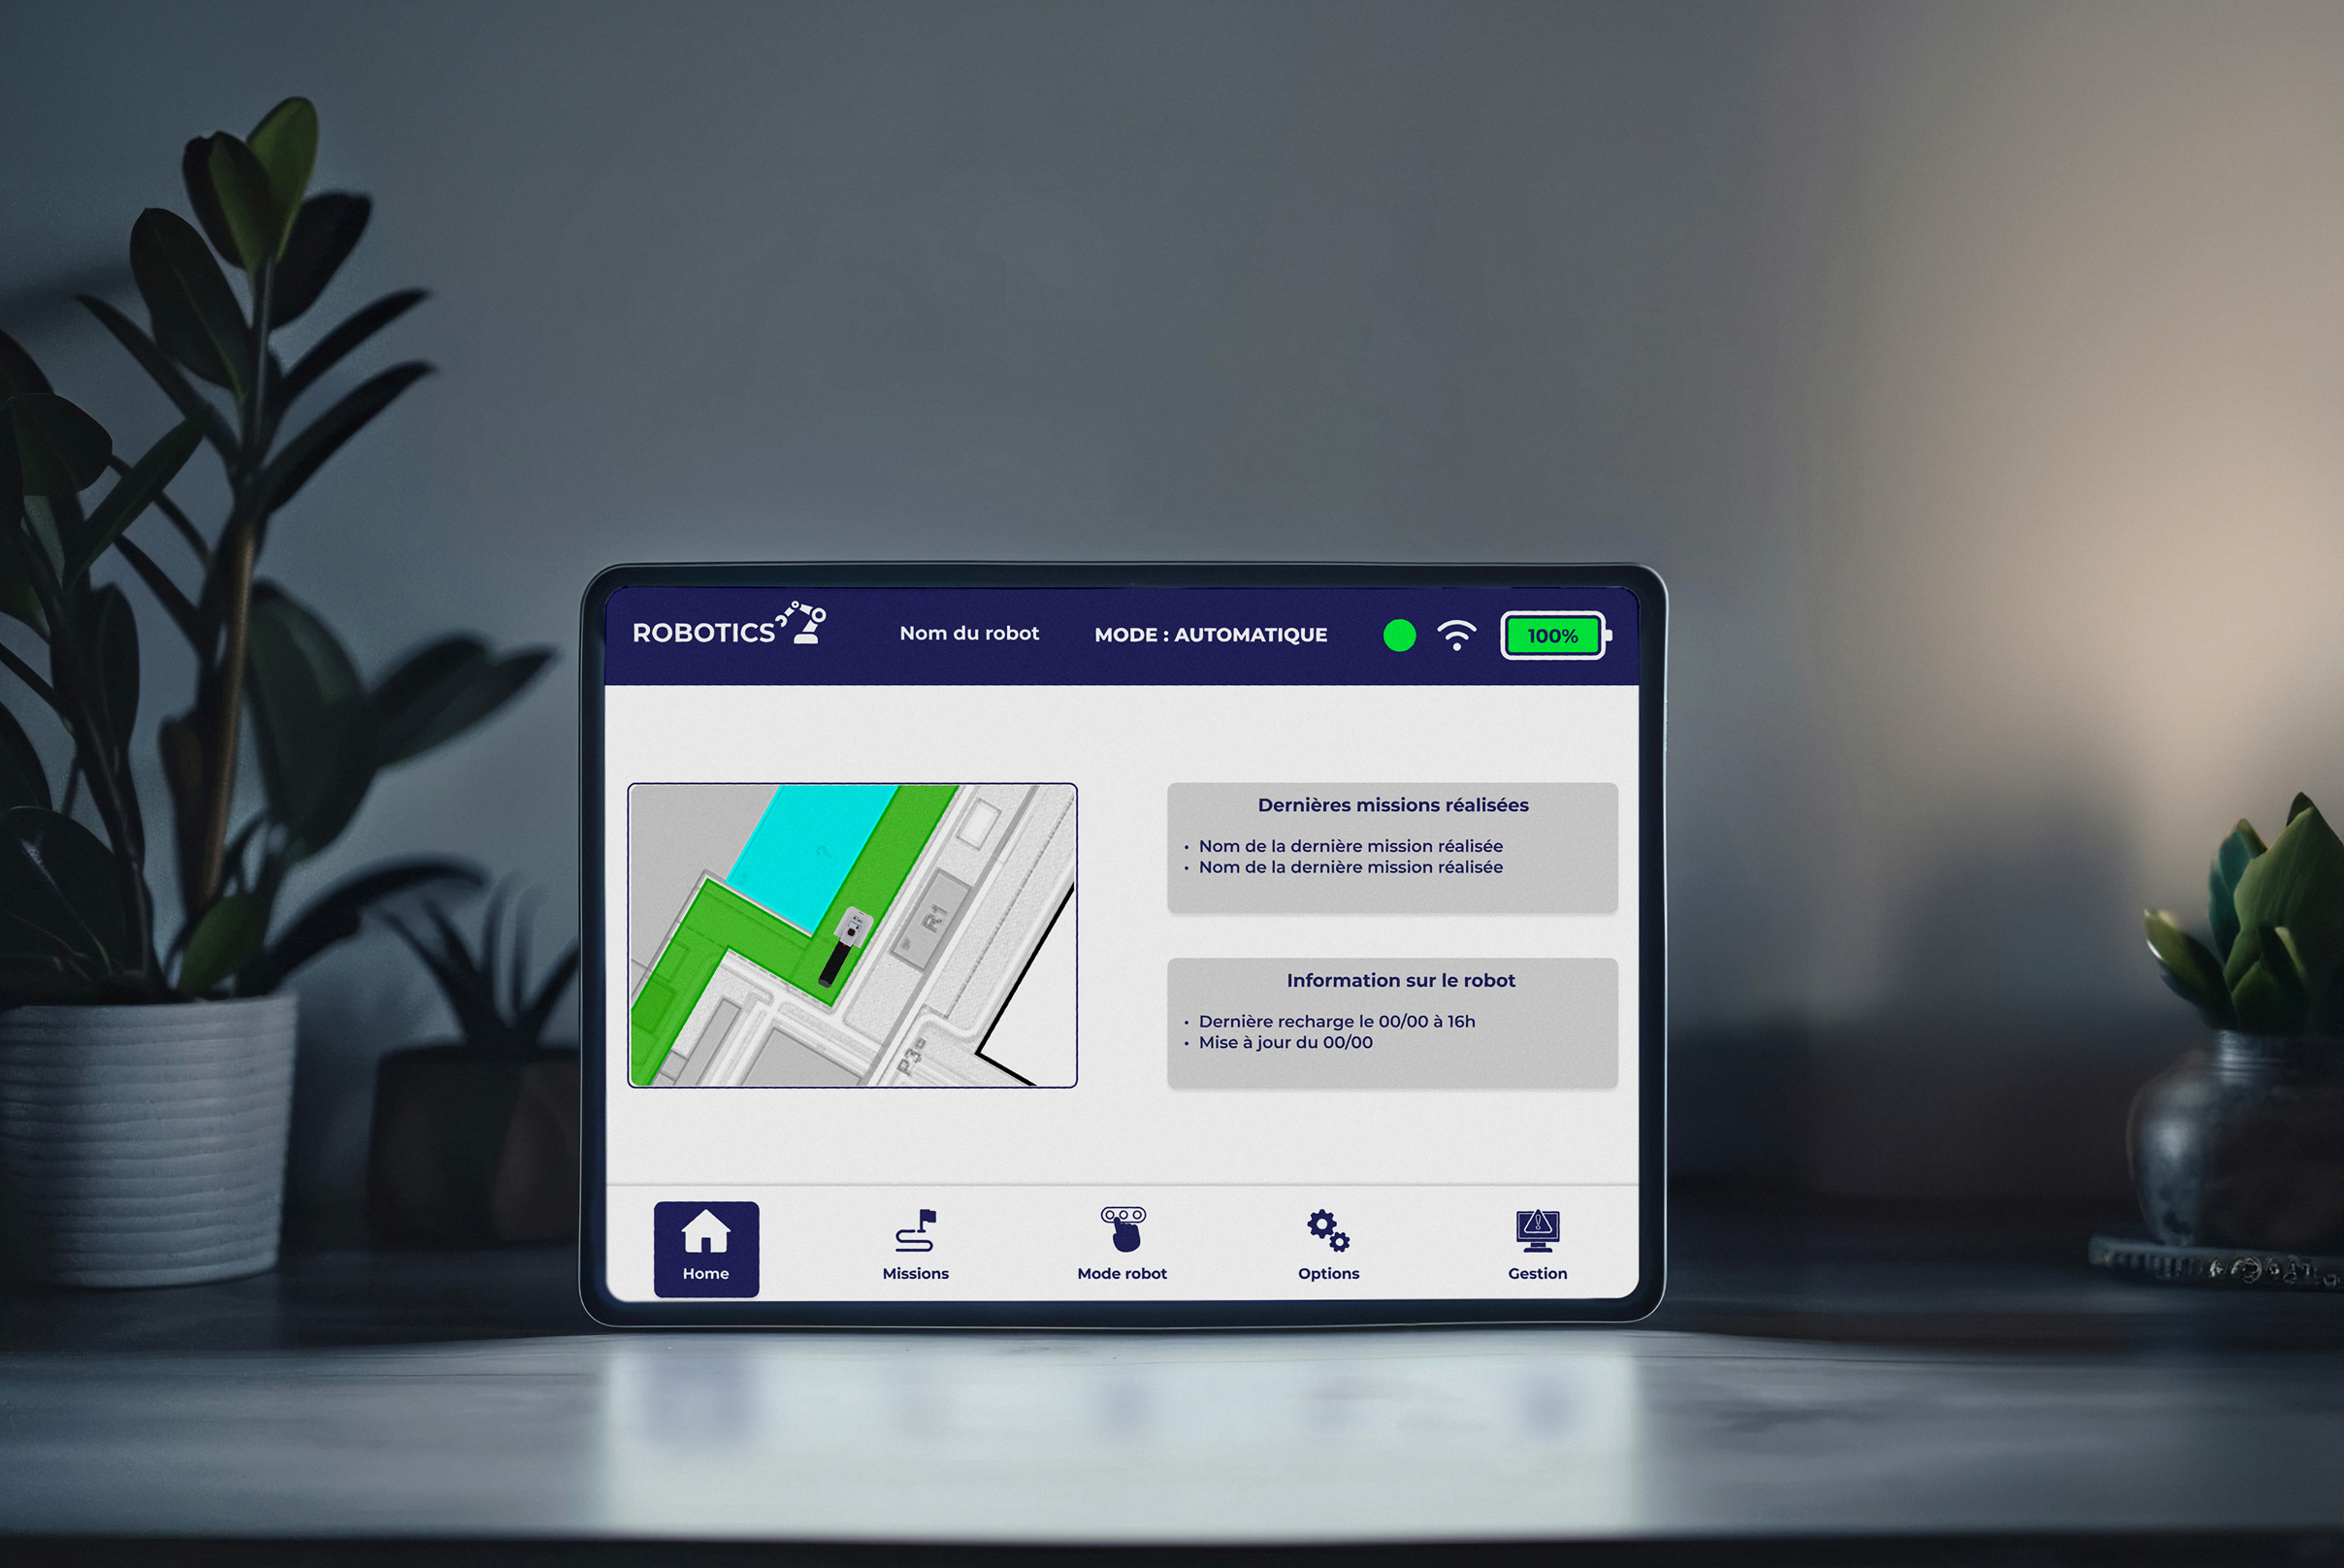 ROBOTICS
Nom du robot
MODE : AUTOMATIQUE
100%
R1
P3
Dernières missions réalisées
• Nom de la dernière mission réalisée
• Nom de la dernière mission réalisée
Information sur le robot
• Dernière recharge le 00/00 à 16h
• Mise à jour du 00/00
Home
Missions
Mode robot
Options
Gestion